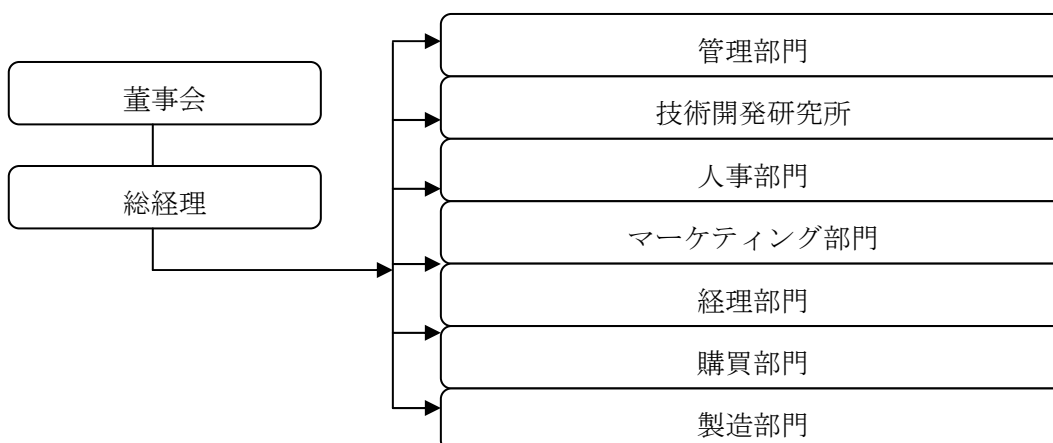 董事会
総経理
管理部門
技術開発研究所
人事部門
マーケティング部門
経理部門
購買部門
製造部門